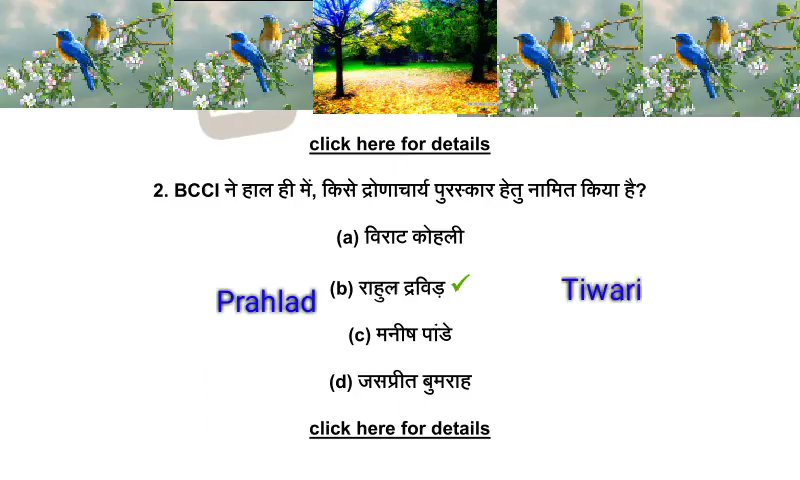 click here for details
2. BCCI ने हाल ही में, किसे द्रोणाचार्य पुरस्कार हेतु नामित किया है?
(a) विराट कोहली
(b) राहुल द्रविड़ ✓
Prahlad
Tiwari
(c) मनीष पांडे
(d) जसप्रीत बुमराह
click here for details